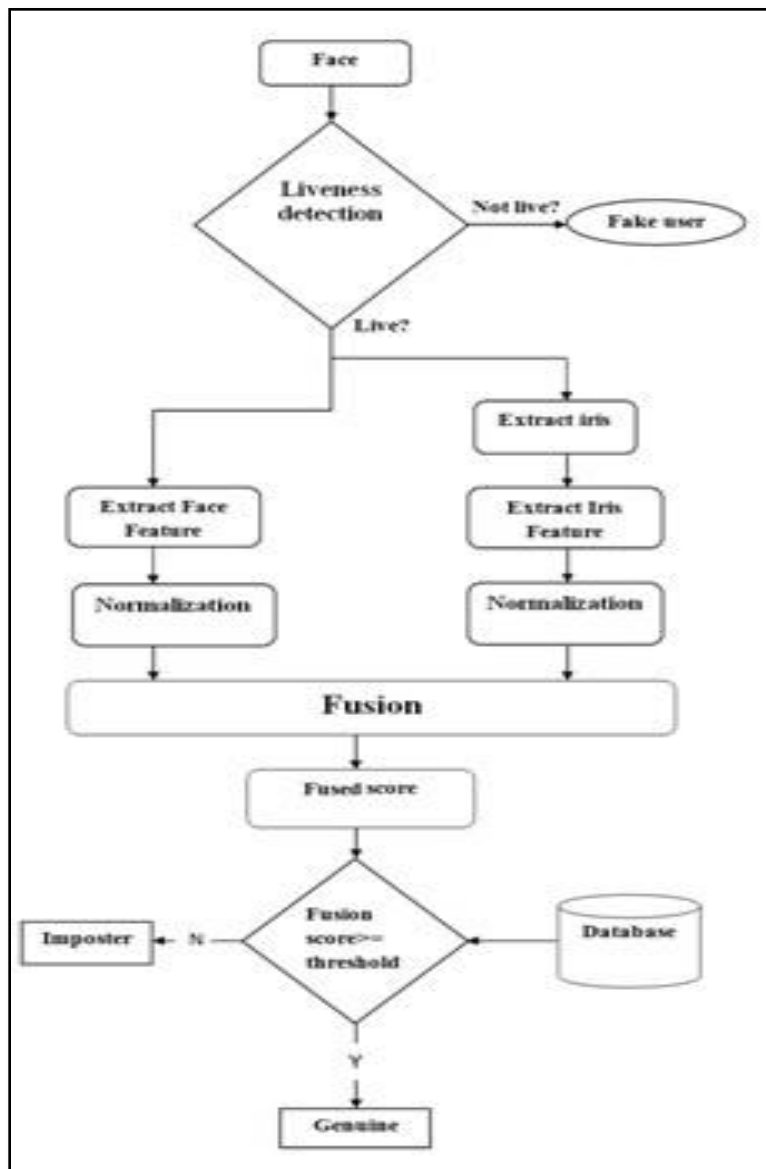 Face
Liveness
detection
Not live?
Fake user
Live?
Extract iris
Extract Face
Feature
Extract Iris
Feature
Normalization
Normalization
Fusion
Fused score
Fusion
score>=
threshold
Imposter
N
Database
Y
Genuine